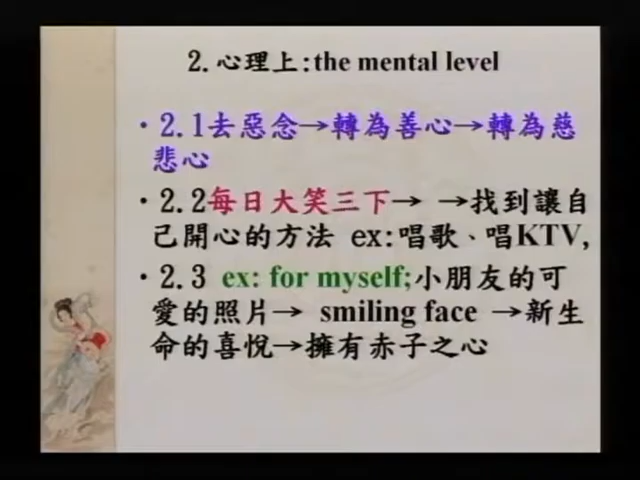 2.心理上:the mental level
• 2.1去惡念→轉為善心→轉為慈
悲心
• 2.2每日大笑三下→ →找到讓自
己開心的方法 ex:唱歌、唱KTV,
• 2.3 ex: for myself;小朋友的可
愛的照片→ smiling face →新生
命的喜悅→擁有赤子之心